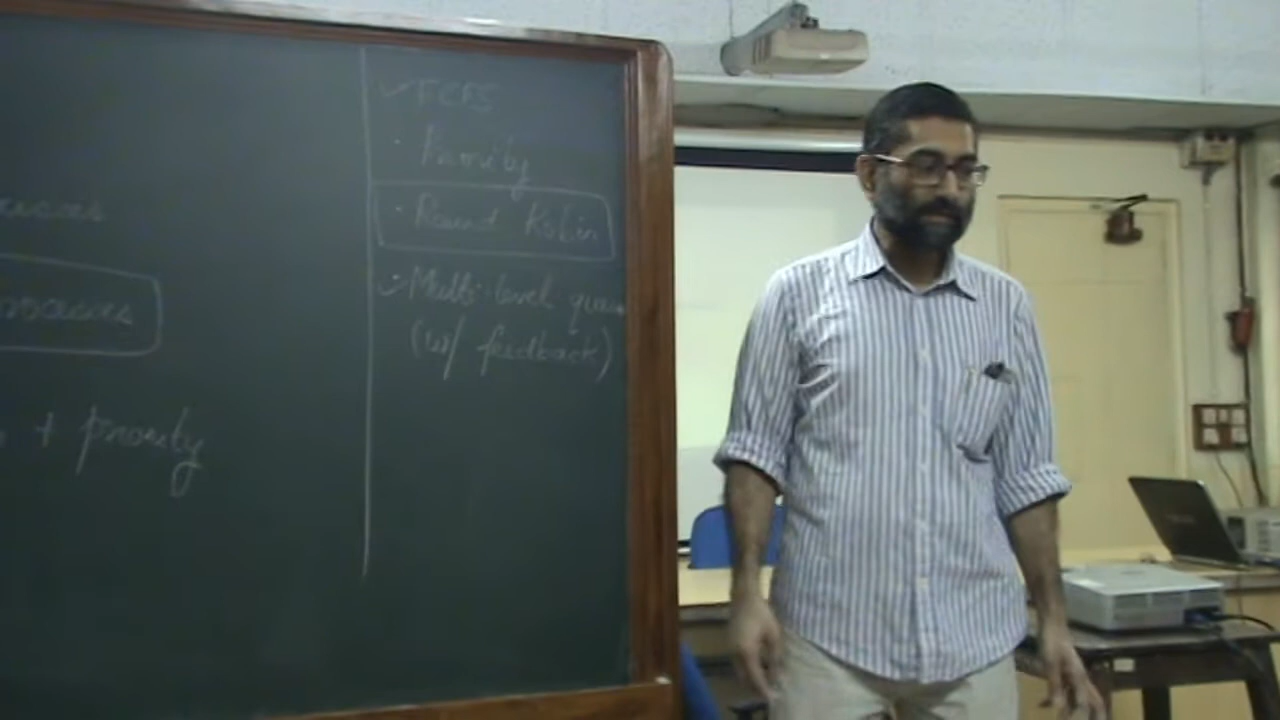 ✓ FCFS
· Priority
· Round Robin
✓ Multi-level queue
(w/ feedback)
+ priority